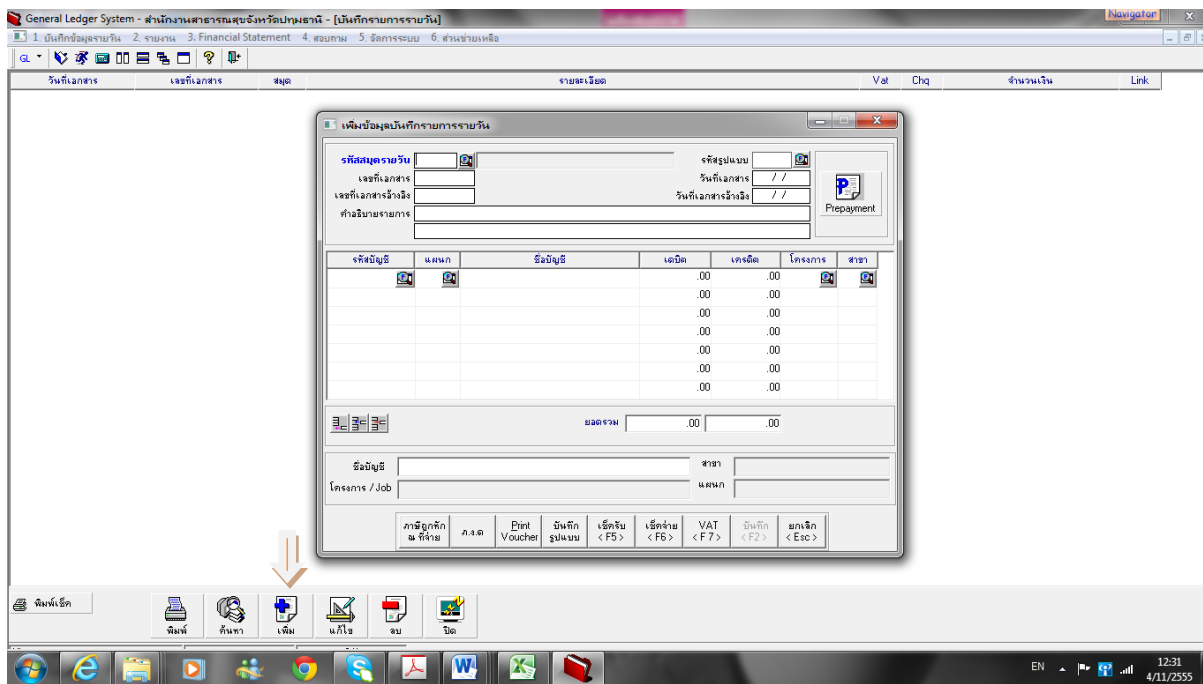 General Ledger System - สำนักงานสาธารณสุขจังหวัดปทุมธานี - [บันทึกรายการรายวัน]
Navigator
1. บันทึกข้อมูลรายวัน 2. รายงาน 3. Financial Statement 4. สอบถาม 5. จัดการระบบ 6. ส่วนช่วยเหลือ
GL
วันที่เอกสาร เลขที่เอกสาร สมุด รายละเอียด Vat Chq จำนวนเงิน Link
เพิ่มข้อมูลบันทึกรายการรายวัน
รหัสสมุดรายวัน รหัสรูปแบบ
เลขที่เอกสาร วันที่เอกสาร / /
เลขที่เอกสารอ้างอิง วันที่เอกสารอ้างอิง / /
คำอธิบายรายการ
Prepayment
รหัสบัญชี แผนก ชื่อบัญชี เดบิต เครดิต โครงการ สาขา
.00 .00
.00 .00
.00 .00
.00 .00
.00 .00
.00 .00
.00 .00
ยอดรวม .00 .00
ชื่อบัญชี สาขา
โครงการ / Job แผนก
ภาษีถูกหัก ณ ที่จ่าย ภ.ง.ด Print Voucher บันทึก รูปแบบ เช็ครับ <F5> เช็คจ่าย <F6> VAT <F7> บันทึก <F2> ยกเลิก <Esc>
พิมพ์เช็ค
พิมพ์ ค้นหา เพิ่ม แก้ไข ลบ ปิด
EN
12:31
4/11/2555